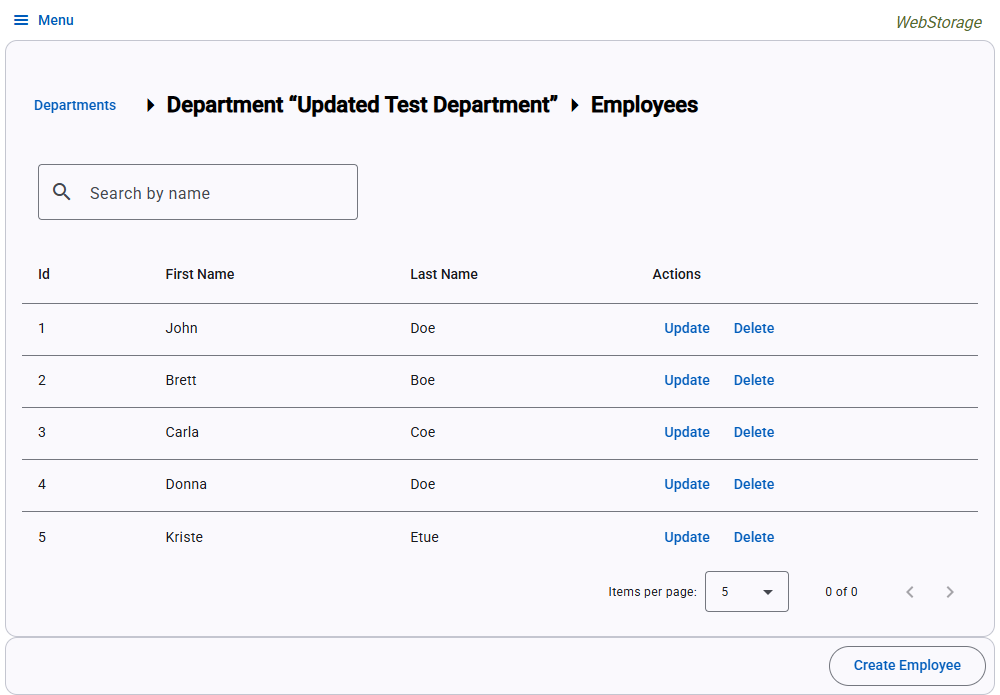 Menu
WebStorage
Departments Department “Updated Test Department” Employees
Search by name
Id First Name Last Name Actions
1 John Doe Update Delete
2 Brett Boe Update Delete
3 Carla Coe Update Delete
4 Donna Doe Update Delete
5 Kriste Etue Update Delete
Items per page: 5 0 of 0
Create Employee